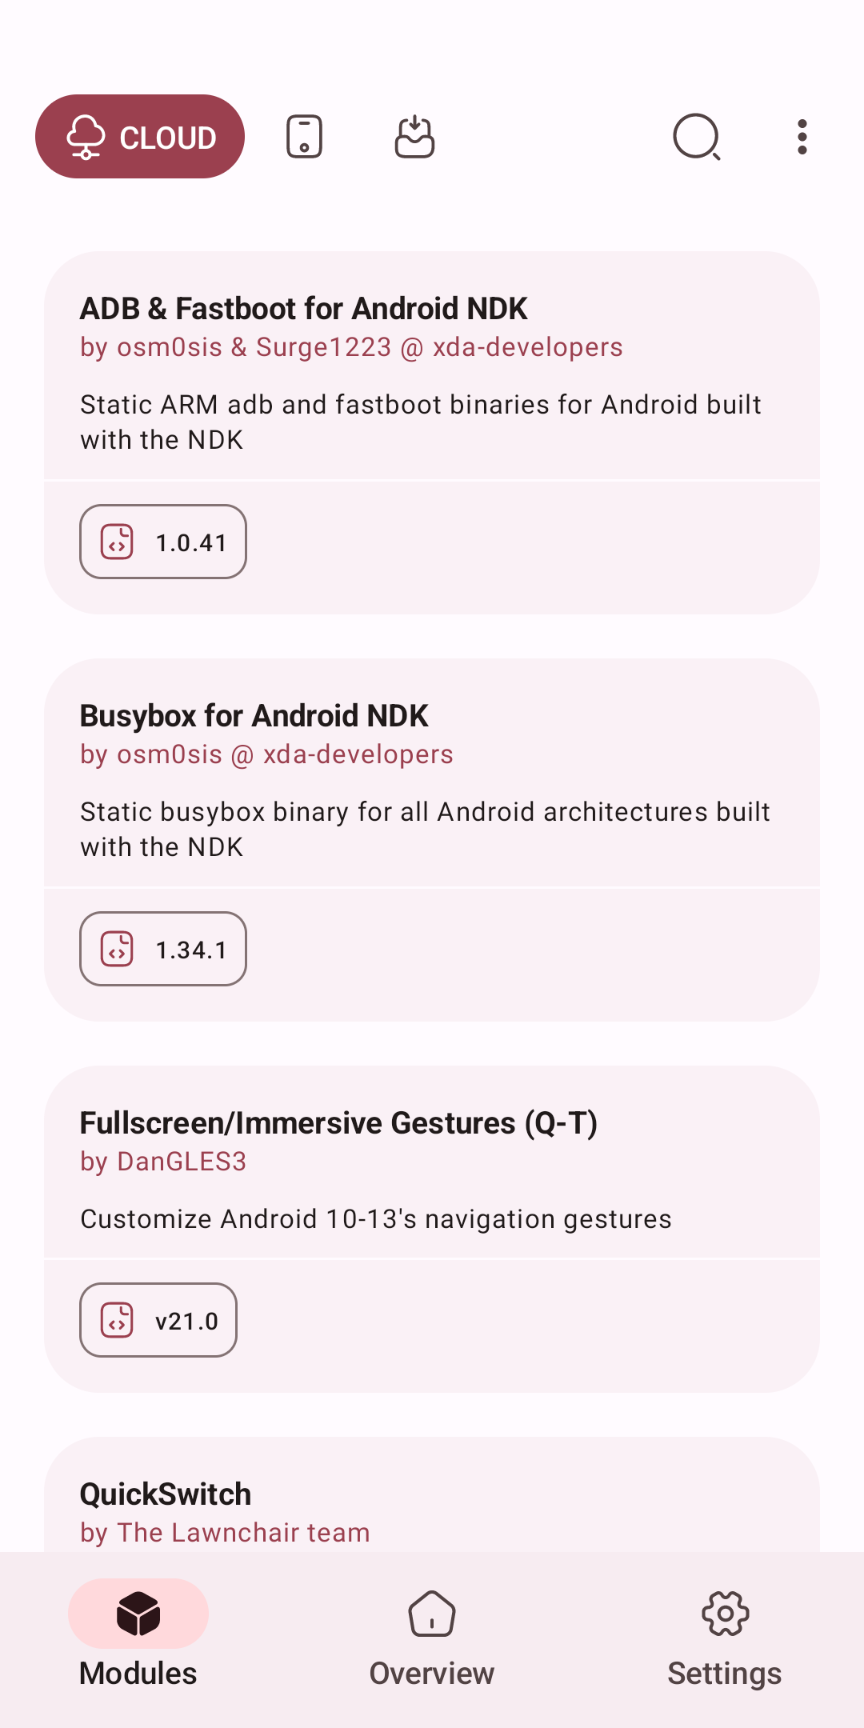 CLOUD
ADB & Fastboot for Android NDK
by osm0sis & Surge1223 @ xda-developers
Static ARM adb and fastboot binaries for Android built
with the NDK
1.0.41
Busybox for Android NDK
by osm0sis @ xda-developers
Static busybox binary for all Android architectures built
with the NDK
1.34.1
Fullscreen/Immersive Gestures (Q-T)
by DanGLES3
Customize Android 10-13's navigation gestures
v21.0
QuickSwitch
by The Lawnchair team
Modules
Overview
Settings